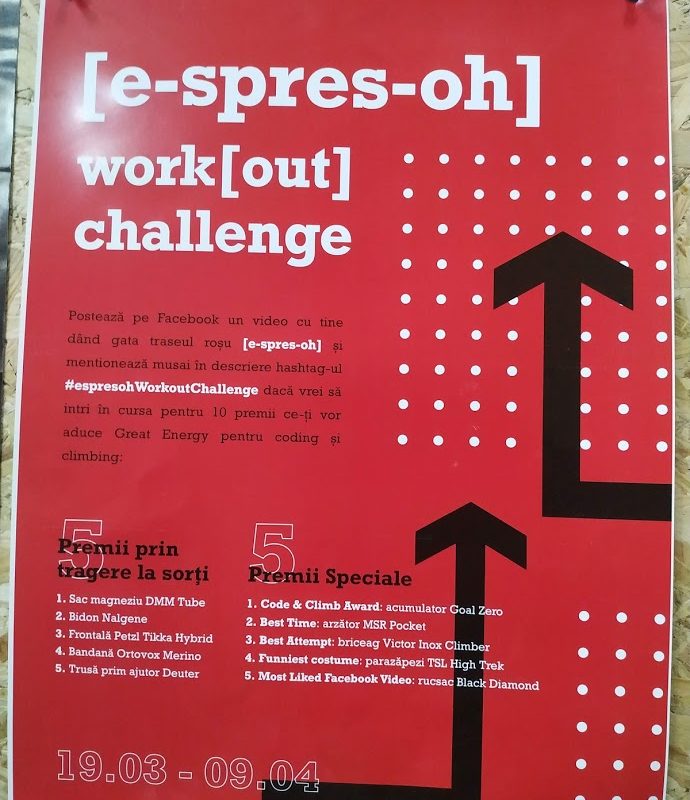 [e-spres-oh]
work[out]
challenge
Postează pe Facebook un video cu tine
dând gata traseul roșu [e-spres-oh] și
mentionează musai în descriere hashtag-ul
#espresohWorkoutChallenge dacă vrei să
intri în cursa pentru 10 premii ce-ți vor
aduce Great Energy pentru coding și
climbing:
5
Premii prin
tragere la sorți
1. Sac magneziu DMM Tube
2. Bidon Nalgene
3. Frontală Petzl Tikka Hybrid
4. Bandană Ortovox Merino
5. Trusă prim ajutor Deuter
5
Premii Speciale
1. Code & Climb Award: acumulator Goal Zero
2. Best Time: arzător MSR Pocket
3. Best Attempt: briceag Victor Inox Climber
4. Funniest costume: parazăpezi TSL High Trek
5. Most Liked Facebook Video: rucsac Black Diamond
19.03 - 09.04